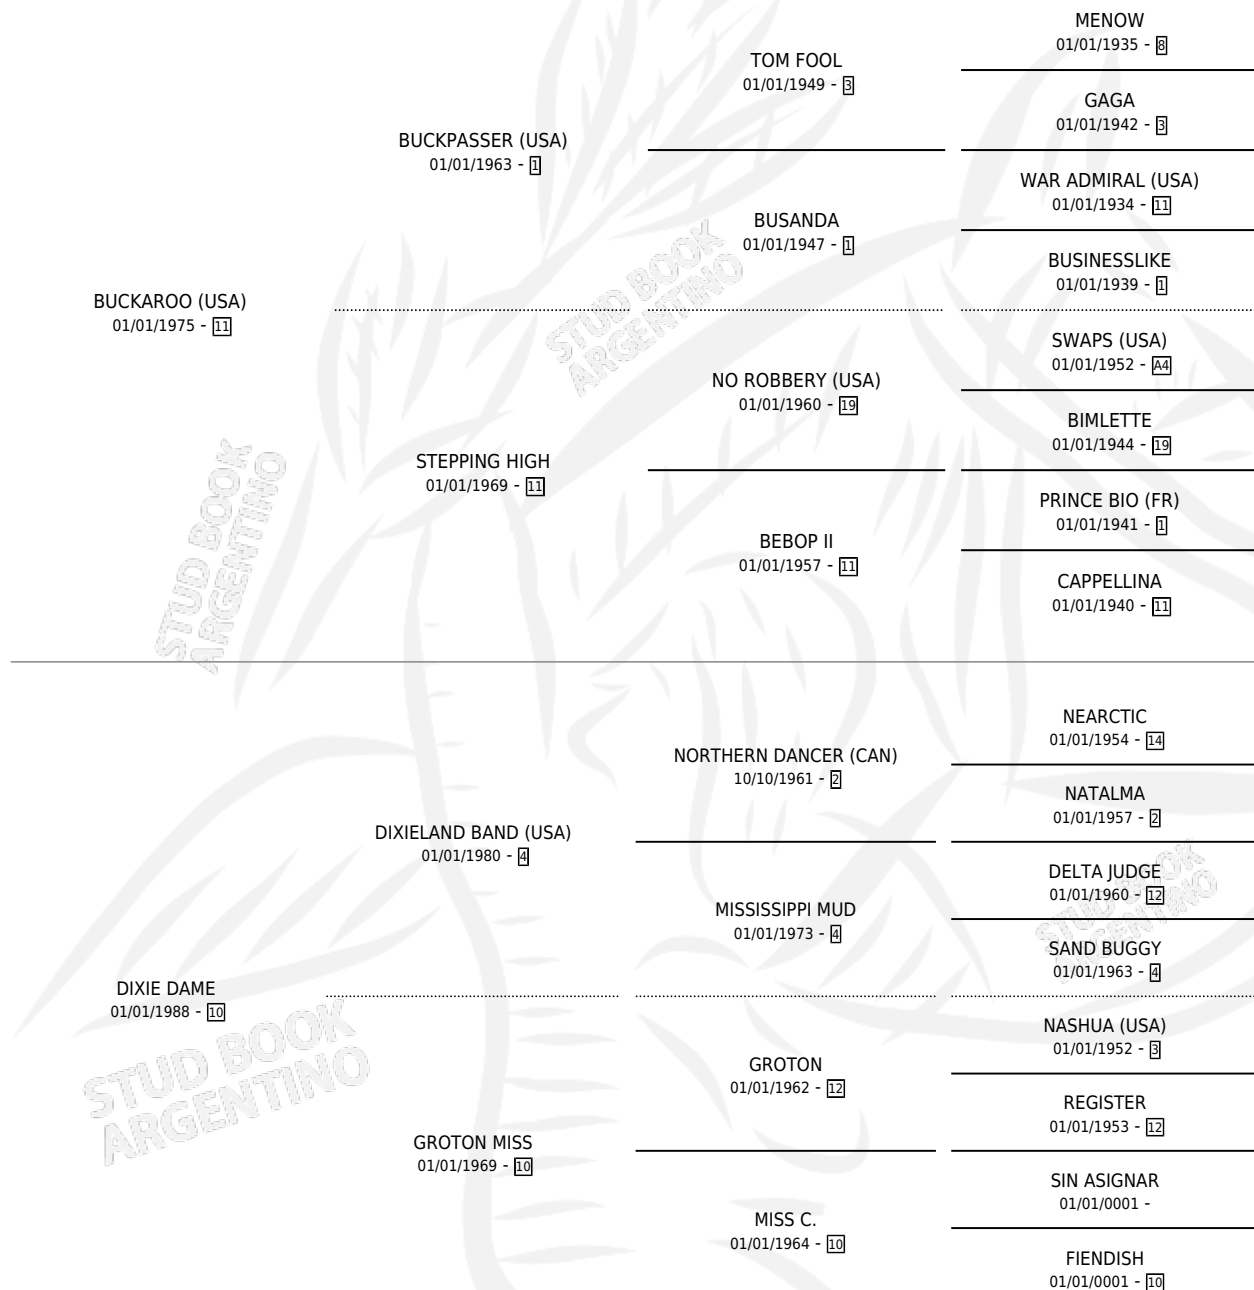 MENOW
01/01/1935 - 8
TOM FOOL
01/01/1949 - 3
GAGA
01/01/1942 - 3
BUCKPASSER (USA)
01/01/1963 - 1
WAR ADMIRAL (USA)
01/01/1934 - 11
BUSANDA
01/01/1947 - 1
BUSINESSLIKE
01/01/1939 - 1
BUCKAROO (USA)
01/01/1975 - 11
SWAPS (USA)
01/01/1952 - A4
NO ROBBERY (USA)
01/01/1960 - 19
BIMLETTE
01/01/1944 - 19
STEPPING HIGH
01/01/1969 - 11
PRINCE BIO (FR)
01/01/1941 - 1
BEBOP II
01/01/1957 - 11
CAPPELLINA
01/01/1940 - 11
NEARCTIC
01/01/1954 - 14
NORTHERN DANCER (CAN)
10/10/1961 - 2
NATALMA
01/01/1957 - 2
DIXIELAND BAND (USA)
01/01/1980 - 4
DELTA JUDGE
01/01/1960 - 12
MISSISSIPPI MUD
01/01/1973 - 4
SAND BUGGY
01/01/1963 - 4
DIXIE DAME
01/01/1988 - 10
NASHUA (USA)
01/01/1952 - 3
GROTON
01/01/1962 - 12
REGISTER
01/01/1953 - 12
GROTON MISS
01/01/1969 - 10
SIN ASIGNAR
01/01/0001 -
MISS C.
01/01/1964 - 10
FIENDISH
01/01/0001 - 10
STUD BOOK
ARGENTINO
STUD BOOK
ARGENTINO
STUD BOOK
ARGENTINO
STUD BOOK
ARGENTINO